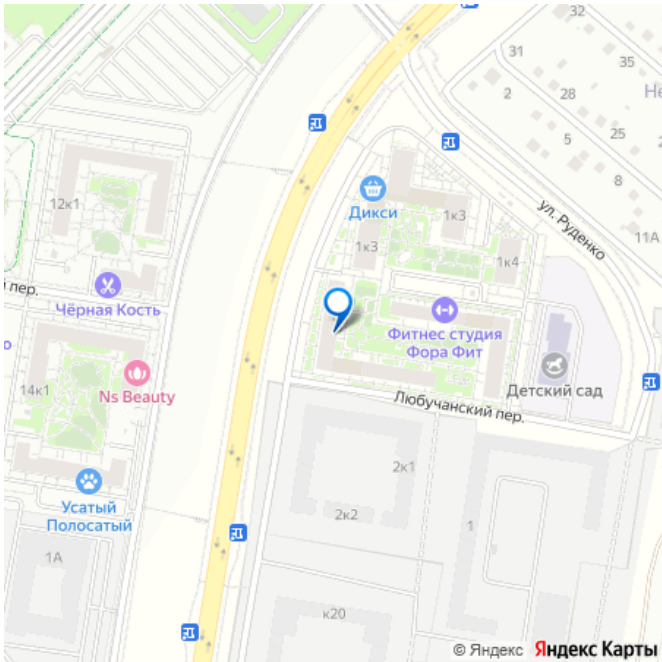 32
31
35
Не
2
28
25
5
8
11А
ул. Руденко
Дикси
1к3
1к3
1к4
12к1
й пер.
Чёрная Кость
о
Фитнес студия
Фора Фит
Детский сад
14к1
Ns Beauty
Любучанский пер.
2к1
2к2
1
Усатый
Полосатый
1А
к20
© Яндекс Яндекс Карты